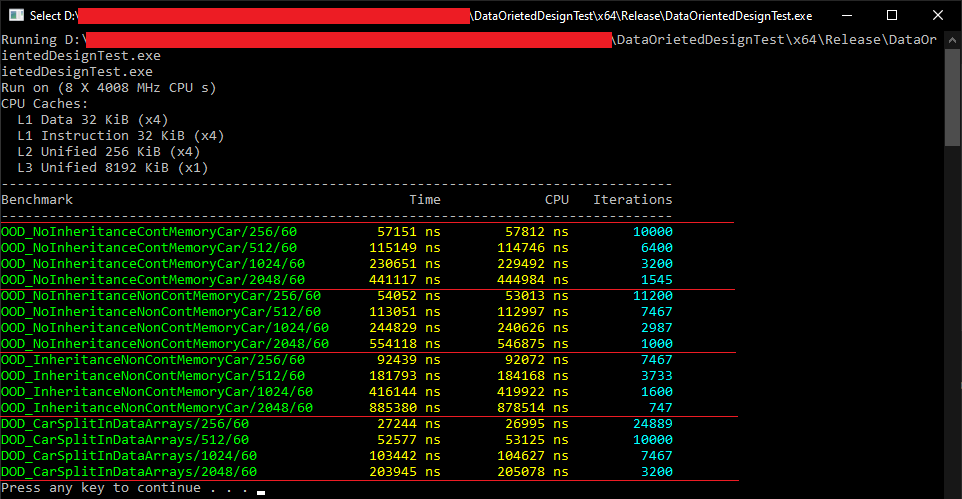 Select D:\ \DataOrietedDesignTest\x64\Release\DataOrientedDesignTest.exe
Running D:\ \DataOrietedDesignTest\x64\Release\DataOr
ientedDesignTest.exe
ietedDesignTest.exe
Run on (8 X 4008 MHz CPU s)
CPU Caches:
L1 Data 32 KiB (x4)
L1 Instruction 32 KiB (x4)
L2 Unified 256 KiB (x4)
L3 Unified 8192 KiB (x1)
------------------------------------------------------------------------------------
Benchmark Time CPU Iterations
------------------------------------------------------------------------------------
OOD_NoInheritanceContMemoryCar/256/60 57151 ns 57812 ns 10000
OOD_NoInheritanceContMemoryCar/512/60 115149 ns 114746 ns 6400
OOD_NoInheritanceContMemoryCar/1024/60 230651 ns 229492 ns 3200
OOD_NoInheritanceContMemoryCar/2048/60 441117 ns 444984 ns 1545
OOD_NoInheritanceNonContMemoryCar/256/60 54052 ns 53013 ns 11200
OOD_NoInheritanceNonContMemoryCar/512/60 113051 ns 112997 ns 7467
OOD_NoInheritanceNonContMemoryCar/1024/60 244829 ns 240626 ns 2987
OOD_NoInheritanceNonContMemoryCar/2048/60 554118 ns 546875 ns 1000
OOD_InheritanceNonContMemoryCar/256/60 92439 ns 92072 ns 7467
OOD_InheritanceNonContMemoryCar/512/60 181793 ns 184168 ns 3733
OOD_InheritanceNonContMemoryCar/1024/60 416144 ns 419922 ns 1600
OOD_InheritanceNonContMemoryCar/2048/60 885380 ns 878514 ns 747
DOD_CarSplitInDataArrays/256/60 27244 ns 26995 ns 24889
DOD_CarSplitInDataArrays/512/60 52577 ns 53125 ns 10000
DOD_CarSplitInDataArrays/1024/60 103442 ns 104627 ns 7467
DOD_CarSplitInDataArrays/2048/60 203945 ns 205078 ns 3200
Press any key to continue . . .